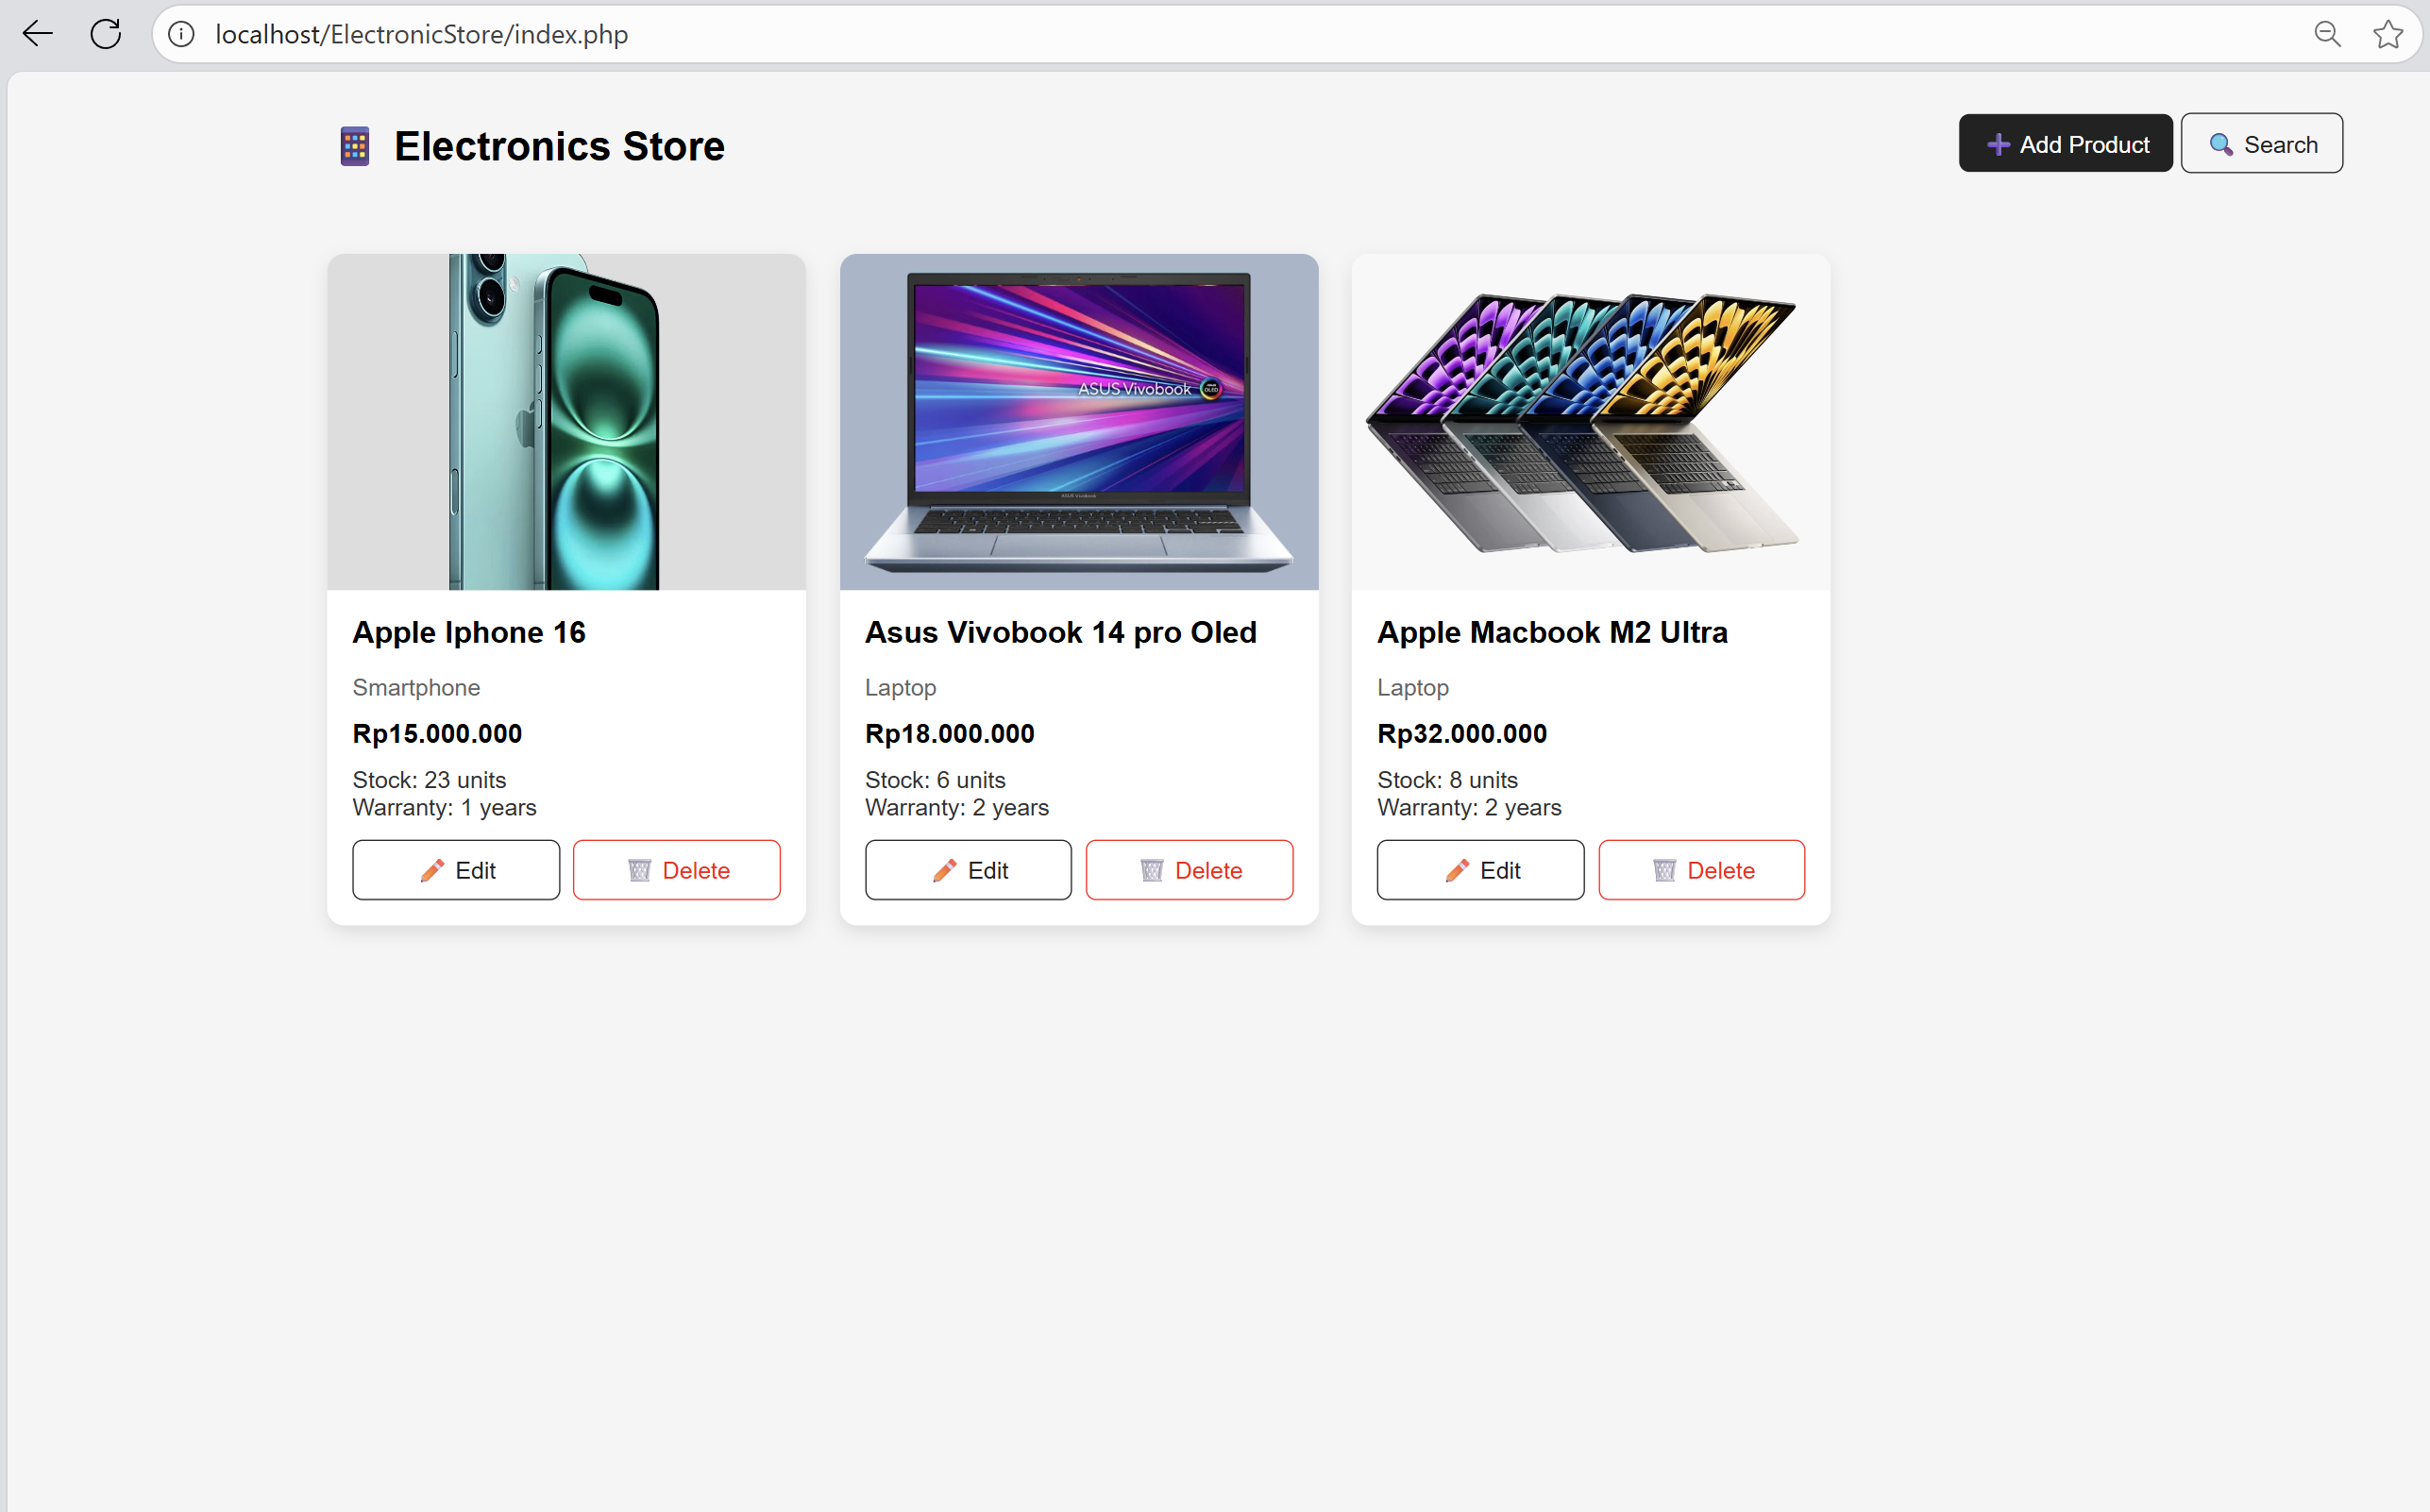 localhost/ElectronicStore/index.php
Electronics Store
Add Product
Search
ASUS Vivobook
OLED
ASUS Vivobook
Apple Iphone 16
Smartphone
Rp15.000.000
Stock: 23 units
Warranty: 1 years
Edit
Delete
Asus Vivobook 14 pro Oled
Laptop
Rp18.000.000
Stock: 6 units
Warranty: 2 years
Edit
Delete
Apple Macbook M2 Ultra
Laptop
Rp32.000.000
Stock: 8 units
Warranty: 2 years
Edit
Delete